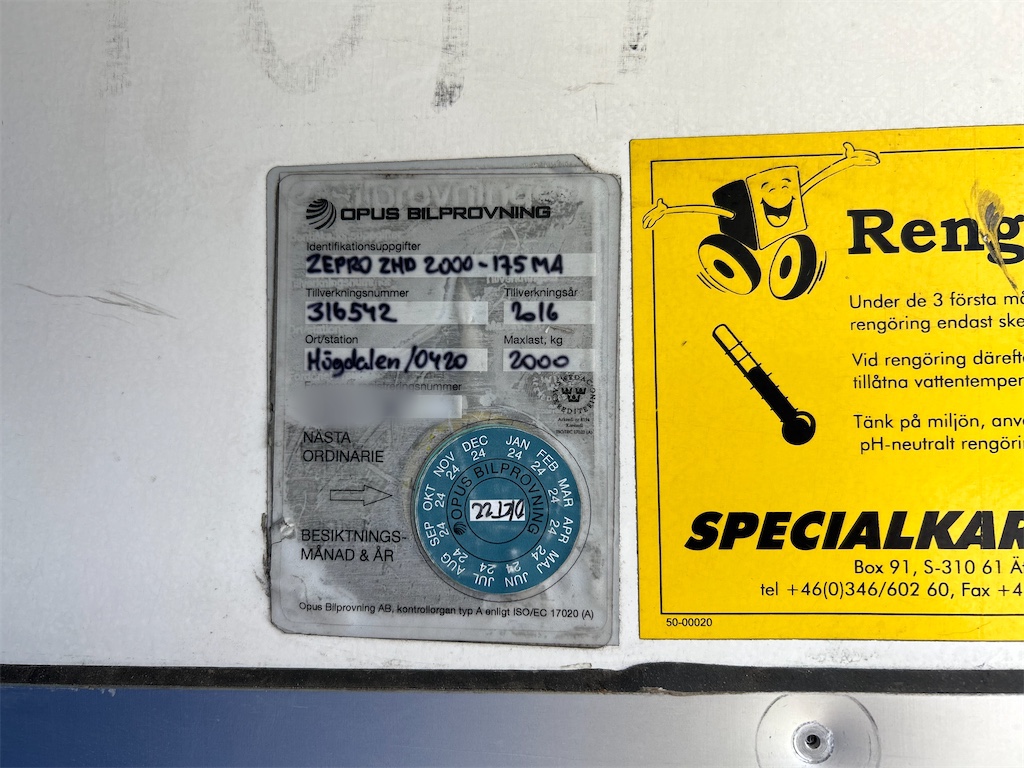 OPUS BILPROVNING
Identifikationsuppgifter
ZEPRO ZHD 2000-175 MA
Tillverkningsnummer
Tillverkningsår
316542
2016
Ort/station
Maxlast, kg
Högdalen/0420
2000
NÄSTA
ORDINARIE
BESIKTNINGS-
MÅNAD & ÅR
OPUS BILPROVNING
JAN 24
FEB 24
MAR 24
APR 24
MAJ 24
JUN 24
JUL 24
AUG 24
SEP 24
OKT 24
NOV 24
DEC 24
Opus Bilprovning AB, kontrollorgan typ A enligt ISO/IEC 17020 (A)
Reng
Under de 3 första må
rengöring endast ske
Vid rengöring därefte
tillåtna vattentemper
Tänk på miljön, anv
pH-neutralt rengörin
SPECIALKAR
Box 91, S-310 61 Ät
tel +46(0)346/602 60, Fax +4
50-00020